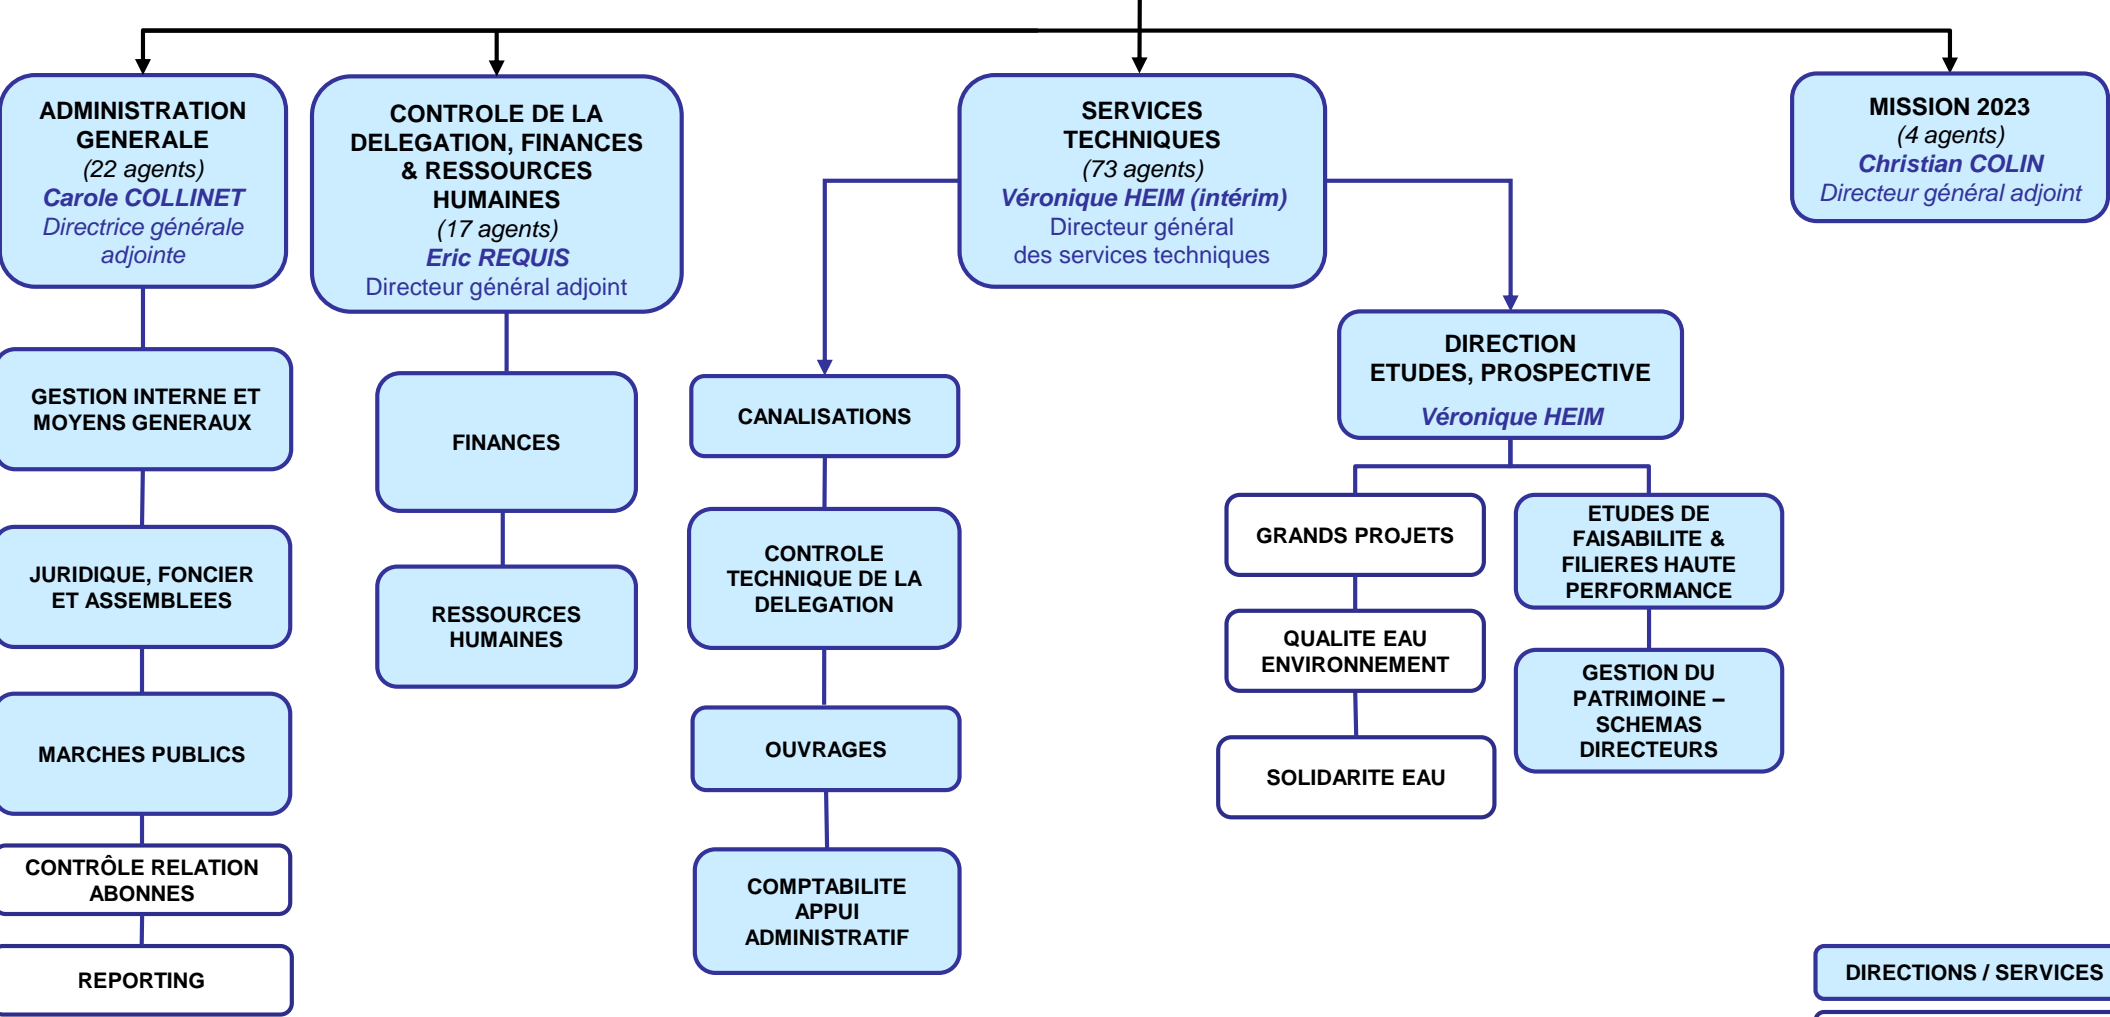 ADMINISTRATION
GENERALE
(22 agents)
Carole COLLINET
Directrice générale
adjointe
CONTROLE DE LA
DELEGATION, FINANCES
& RESSOURCES
HUMAINES
(17 agents)
Eric REQUIS
Directeur général adjoint
SERVICES
TECHNIQUES
(73 agents)
Véronique HEIM (intérim)
Directeur général
des services techniques
MISSION 2023
(4 agents)
Christian COLIN
Directeur général adjoint
GESTION INTERNE ET
MOYENS GENERAUX
JURIDIQUE, FONCIER
ET ASSEMBLEES
MARCHES PUBLICS
CONTRÔLE RELATION
ABONNES
REPORTING
FINANCES
RESSOURCES
HUMAINES
CANALISATIONS
CONTROLE
TECHNIQUE DE LA
DELEGATION
OUVRAGES
COMPTABILITE
APPUI
ADMINISTRATIF
DIRECTION
ETUDES, PROSPECTIVE
Véronique HEIM
GRANDS PROJETS
QUALITE EAU
ENVIRONNEMENT
SOLIDARITE EAU
ETUDES DE
FAISABILITE &
FILIERES HAUTE
PERFORMANCE
GESTION DU
PATRIMOINE –
SCHEMAS
DIRECTEURS
DIRECTIONS / SERVICES